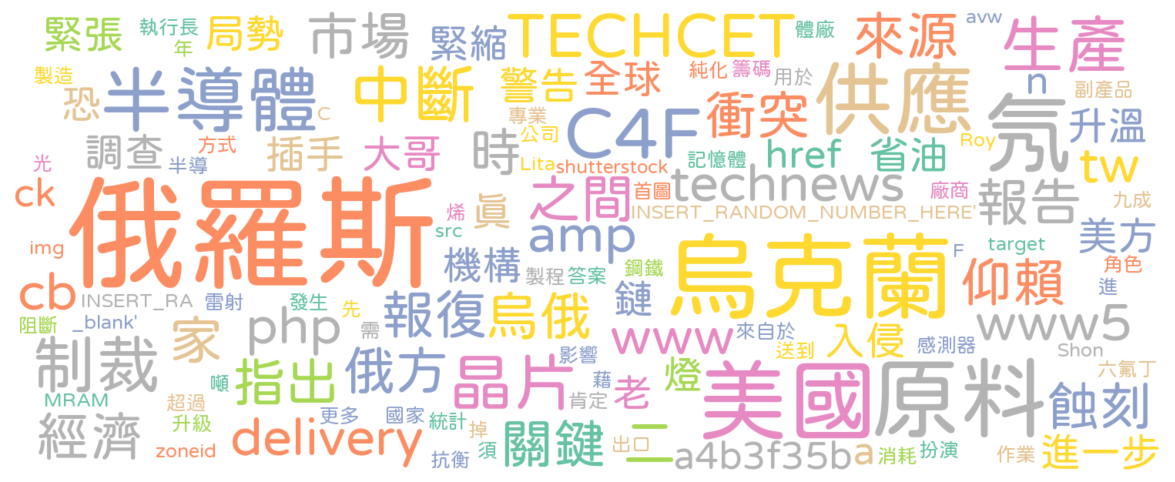 緊張 執行長 局勢 市場 緊縮 TECHCET 體廠 來源 avw 生產
年
製造 半導體 中斷 警告 全球 純化 籌碼 用於 供應 n 副產品
恐 C 專業 C4F 衝突 氖 升溫
光 調查 方式 插手 大哥 時 公司 記憶體 href 省油 Roy tw
半導 Lita shutterstock technews 廠商 九成
ck 俄羅斯 烯 眞 之間 首圖 INSERT_RANDOM_NUMBER_HERE' 報告
img src amp F target 美方
cb INSERT_RA 雷射 發生 先 機構 製程 答案 鋼鐵 烏克蘭 仰賴 角色
進
阻斷 _blank' 家 php 需 報復 烏俄 鏈 www 來自於 入侵 感測器 www5
制裁 噸 指出 俄方 晶片 影響 燈 送到 Shon
MRAM 藉 老 美國 原料 六氟丁
超過 更多 國家 肯定 蝕刻
經濟 升級 統計 掉
zoneid delivery 抗衡 須 關鍵 出口 二 a4b3f35b a 消耗 扮演 作業 進一步